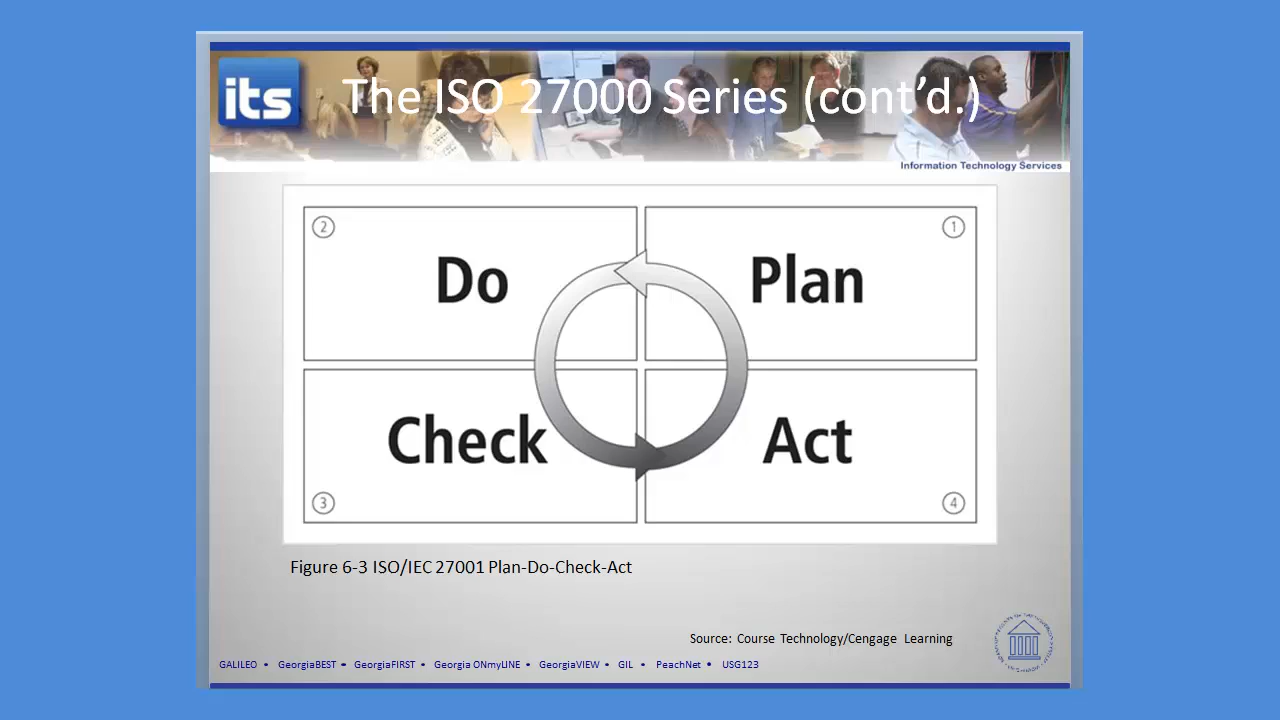 its
The ISO 27000 Series (cont'd.)
Information Technology Services
2
Do
1
Plan
Check
3
Act
4
Figure 6-3 ISO/IEC 27001 Plan-Do-Check-Act
Source: Course Technology/Cengage Learning
GALILEO • GeorgiaBEST • GeorgiaFIRST • Georgia ONmyLINE • GeorgiaVIEW • GIL • PeachNet • USG123